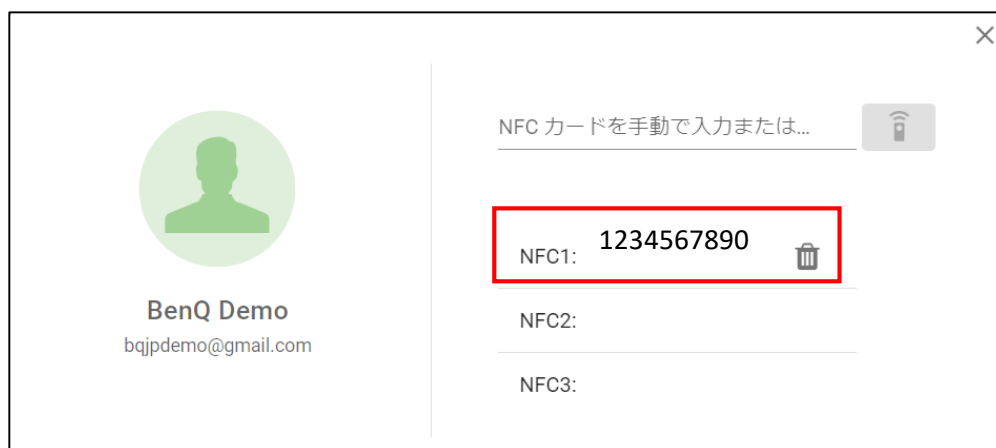 BenQ Demo
bqjpdemo@gmail.com
NFC カードを手動で入力または...
NFC1: 1234567890
NFC2:
NFC3: